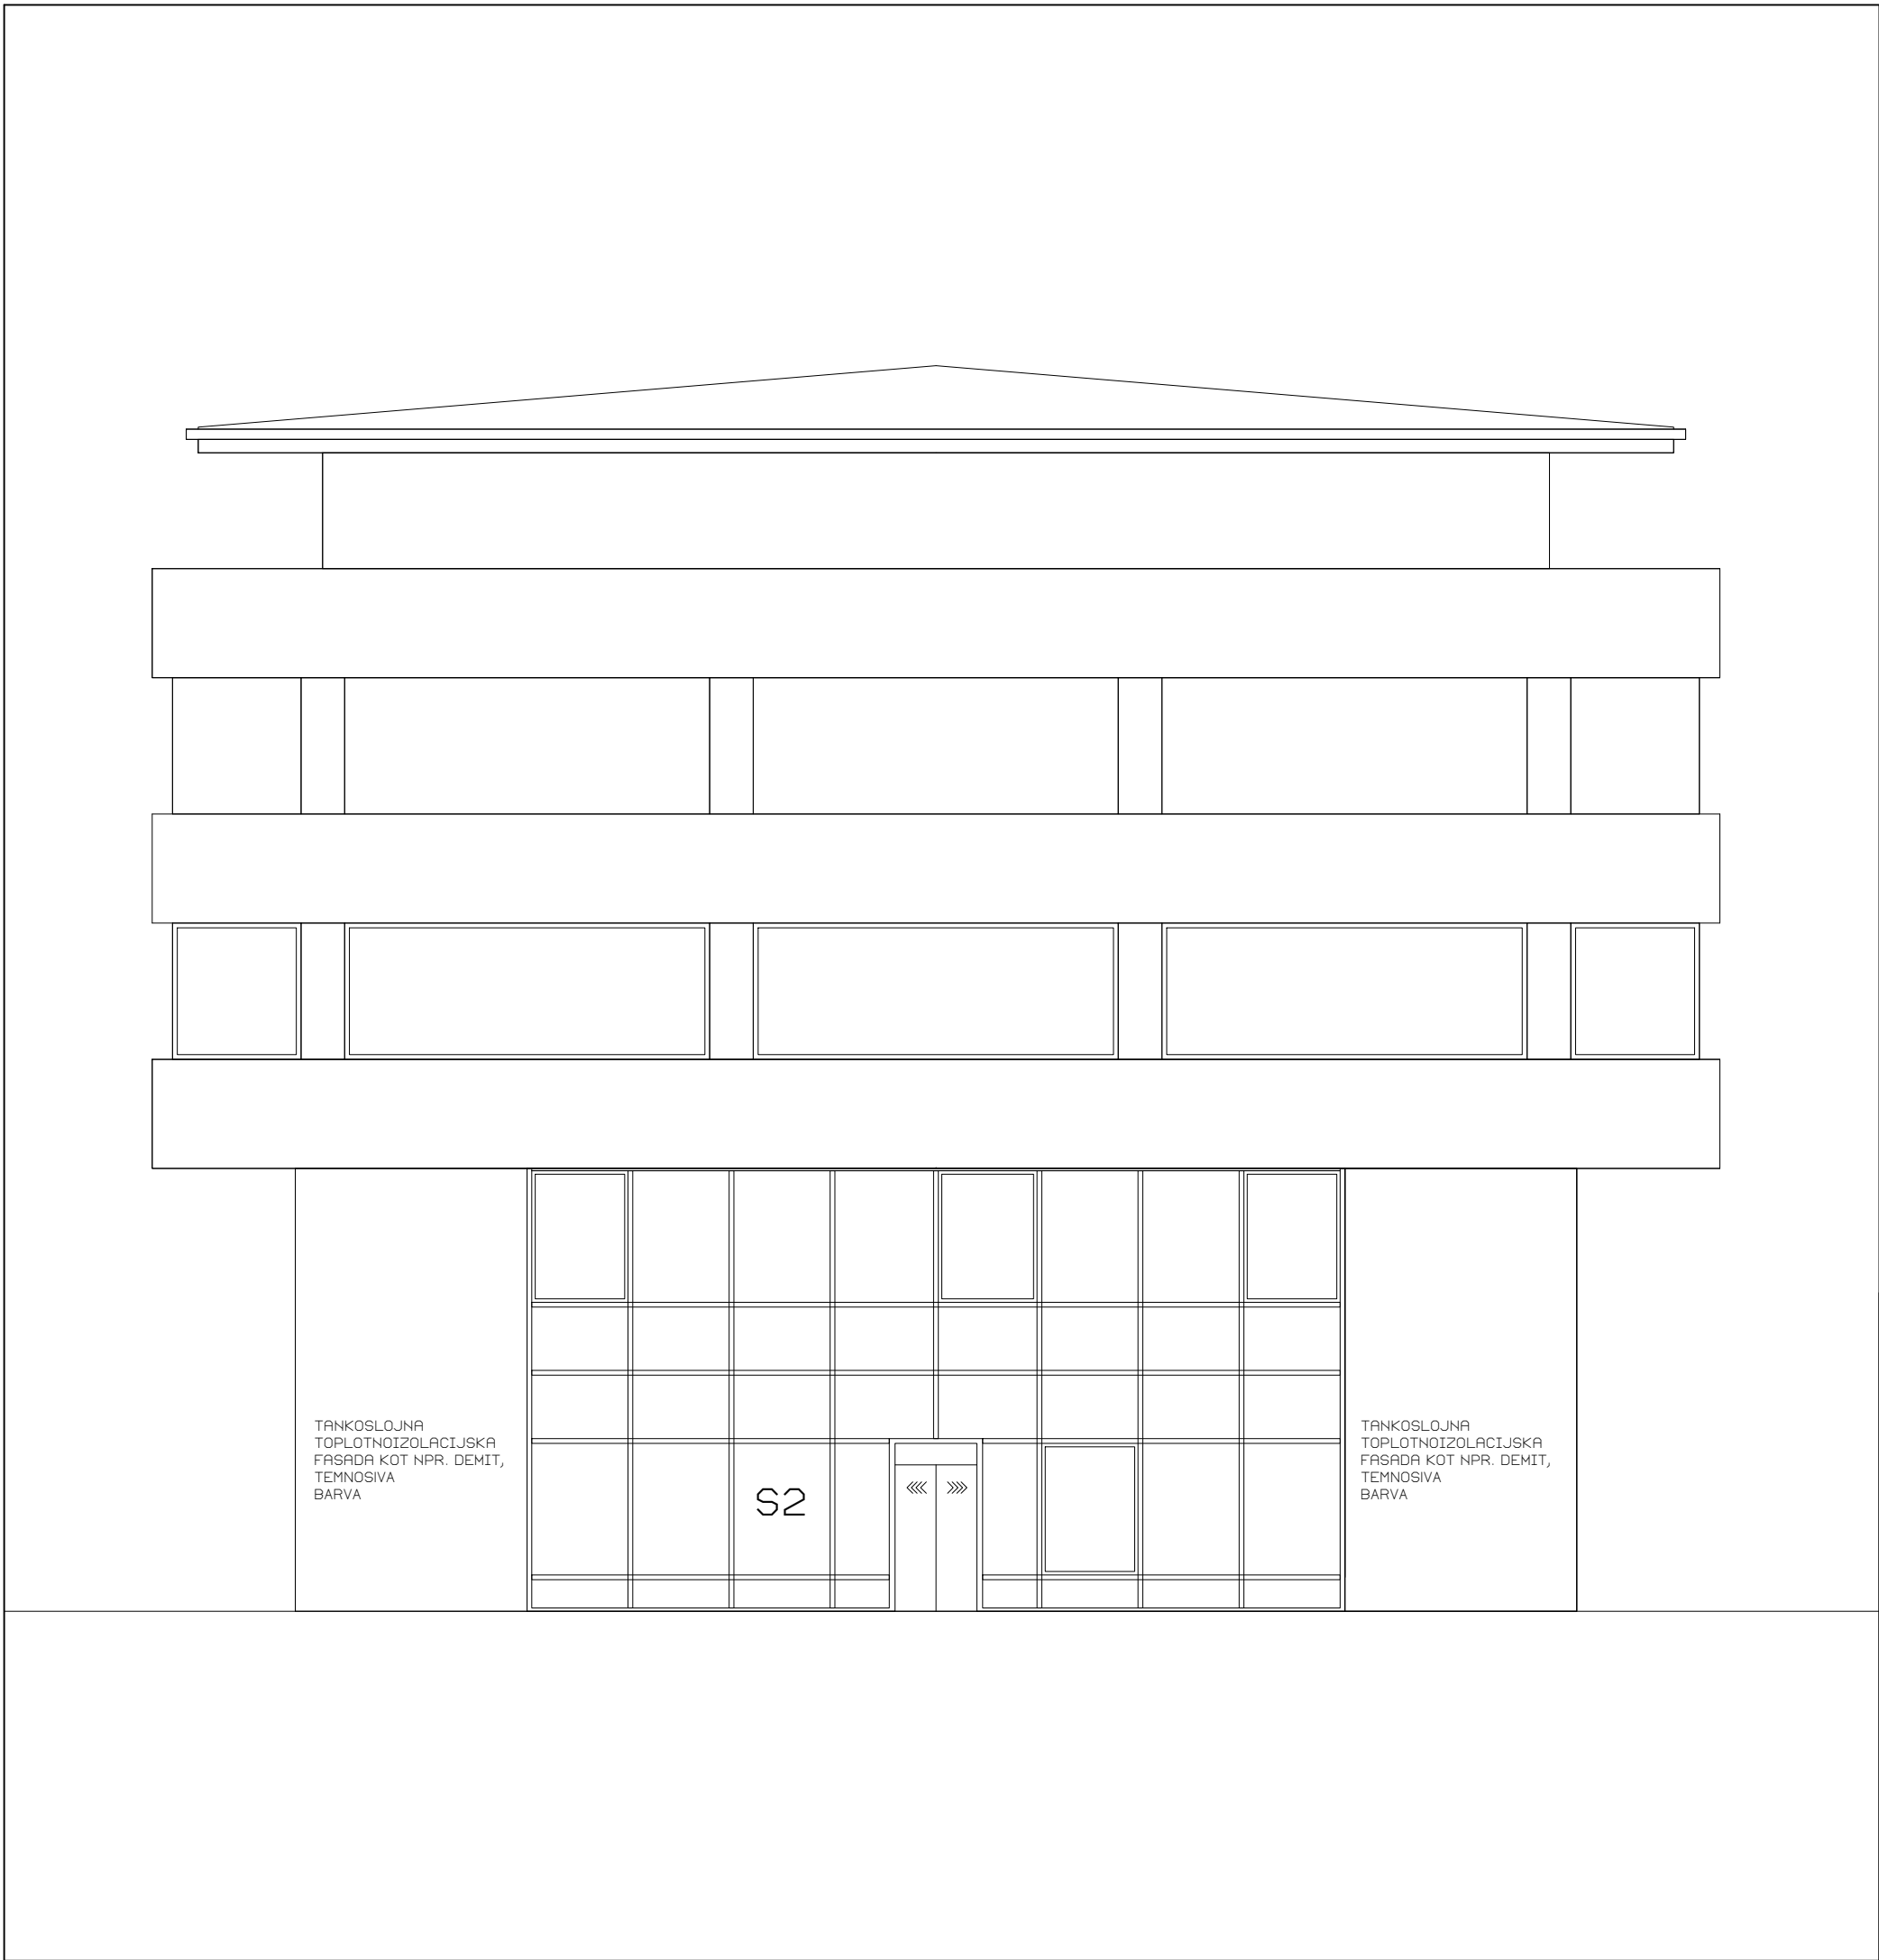 TANKOSLOJNA
TOPLOTNOIZOLACIJSKA
FASADA KOT NPR. DEMIT,
TEMNOSIVA
BARVA
S2
TANKOSLOJNA
TOPLOTNOIZOLACIJSKA
FASADA KOT NPR. DEMIT,
TEMNOSIVA
BARVA